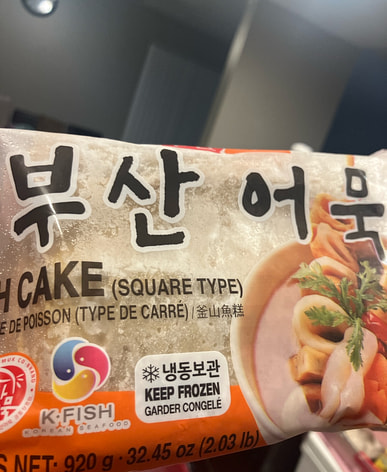 부산어묵
H CAKE (SQUARE TYPE)
E DE POISSON (TYPE DE CARRÉ) / 釜山魚糕
K·FISH
KOREAN SEAFOOD
냉동보관
KEEP FROZEN
GARDER CONGELÉ
S NET: 920 g · 32.45 oz (2.03 lb)